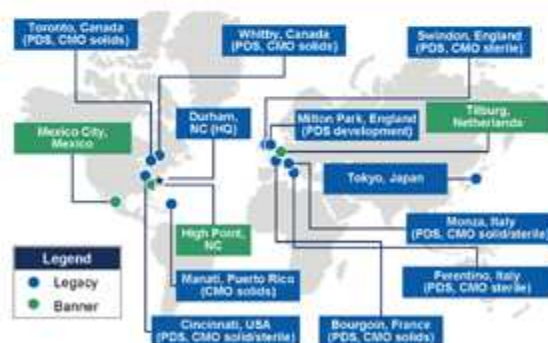 Toronto, Canada
(PDS, CMO solids)
Whitby, Canada
(PDS, CMO solids)
Swindon, England
(PDS, CMO sterile)
Mexico City,
Mexico
Durham,
NC (HQ)
Milton Park, England
(PDS development)
Tilburg,
Netherlands
Tokyo, Japan
High Point,
NC
Monza, Italy
(PDS, CMO solid/sterile)
Legend
Legacy
Banner
Manati, Puerto Rico
(CMO solids)
Ferentino, Italy
(PDS, CMO sterile)
Cincinnati, USA
(PDS, CMO solid/sterile)
Bourgoin, France
(PDS, CMO solids)